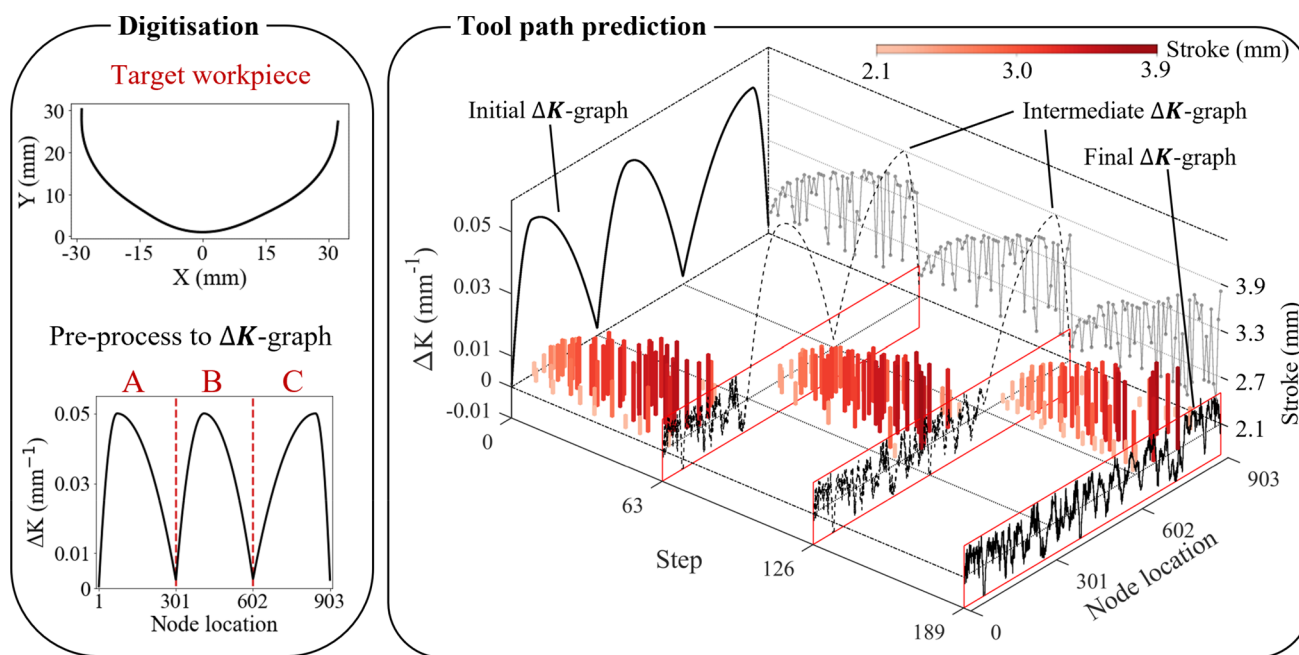 Digitisation
Target workpiece
30
20
10
0
Y (mm)
-30
-15
0
15
30
X (mm)
Pre-process to ΔK-graph
A
B
C
0.05
0.03
0.01
0
ΔK (mm⁻¹)
1
301
602
903
Node location
Tool path prediction
Stroke (mm)
2.1
3.0
3.9
Initial ΔK-graph
Intermediate ΔK-graph
Final ΔK-graph
0.05
0.03
0.01
0
-0.01
ΔK (mm⁻¹)
0
63
126
189
Step
0
301
602
903
Node location
3.9
3.3
2.7
2.1
Stroke (mm)